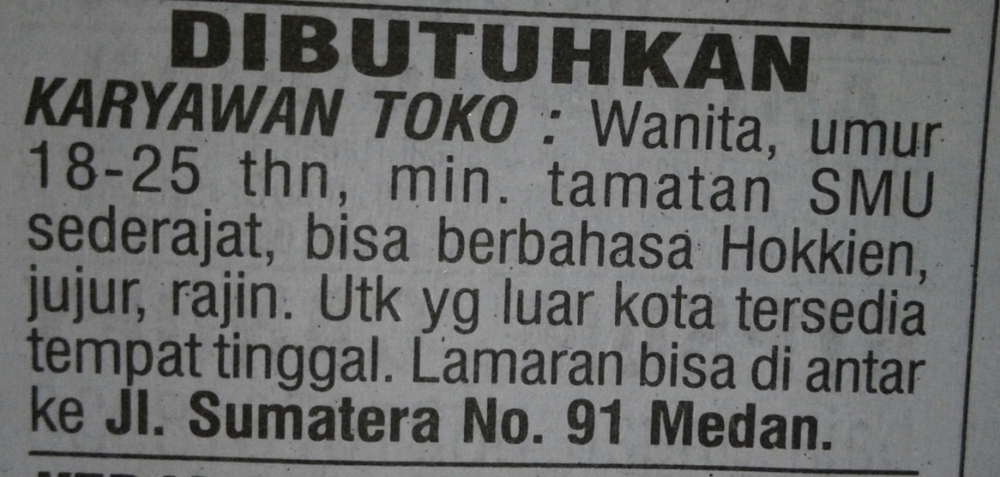 DIBUTUHKAN
KARYAWAN TOKO : Wanita, umur
18-25 thn, min. tamatan SMU
sederajat, bisa berbahasa Hokkien,
jujur, rajin. Utk yg luar kota tersedia
tempat tinggal. Lamaran bisa di antar
ke Jl. Sumatera No. 91 Medan.